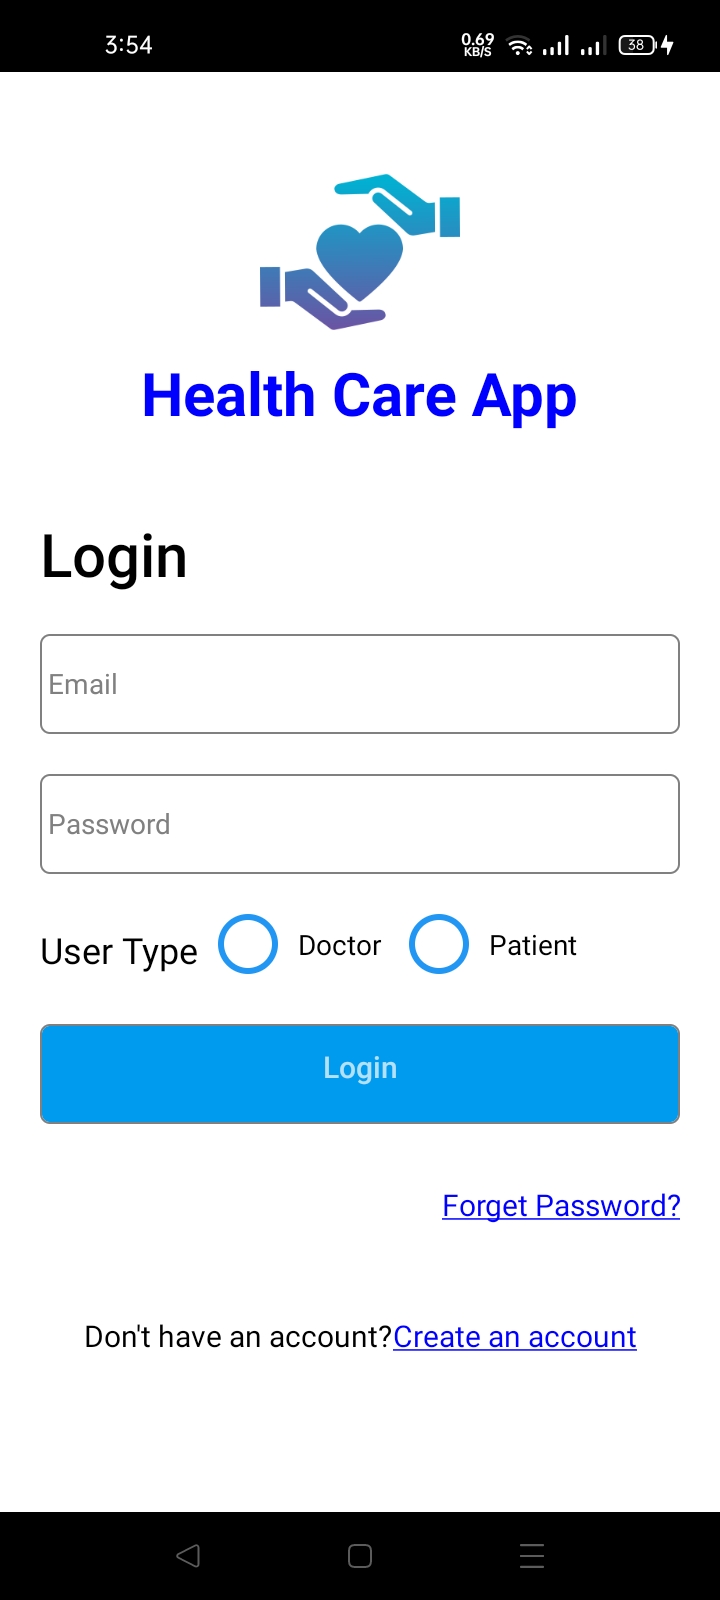 3:54 0.69 KB/S 38
Health Care App
Login
Email
Password
User Type Doctor Patient
Login
Forget Password?
Don't have an account?Create an account